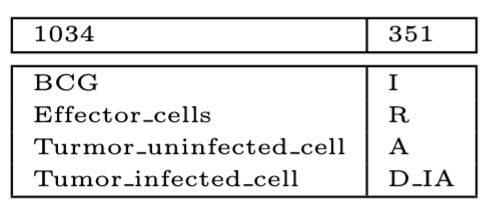 1034 351
BCG I
Effector_cells R
Turmor_uninfected_cell A
Tumor_infected_cell D_IA